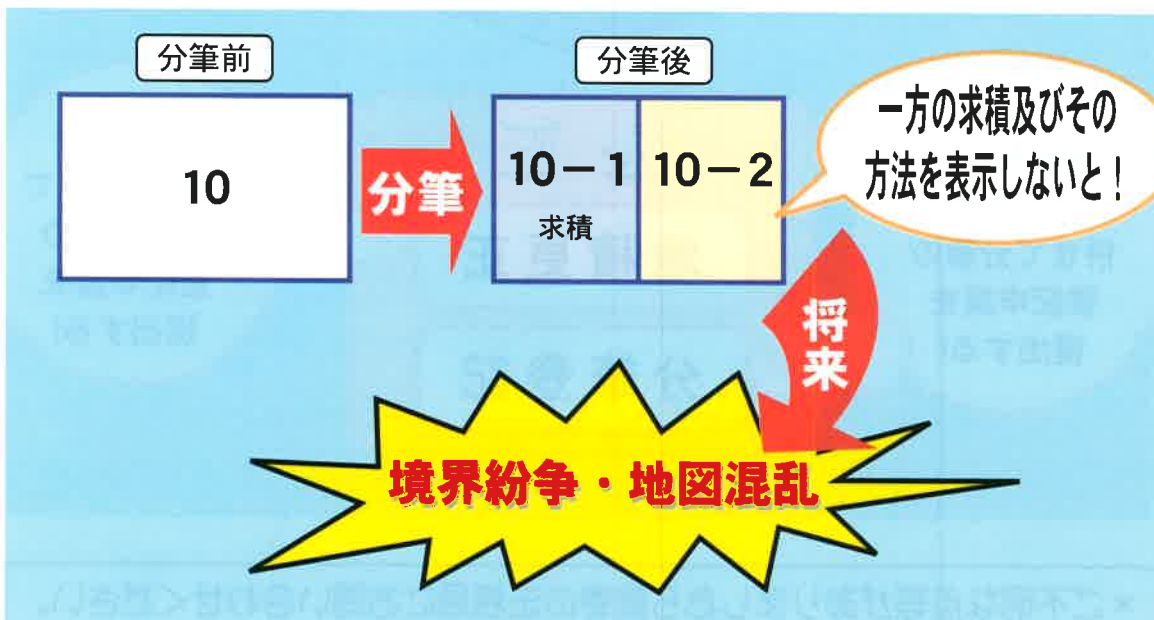 分筆前
分筆後
10
分筆
10－1
10－2
求積
一方の求積及びその
方法を表示しないと！
将来
境界紛争・地図混乱